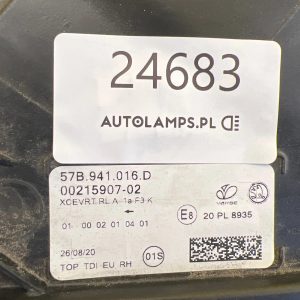 24683
AUTOLAMPS.PL
57B.941.016.D
00215907-02
XCEVRT RL A 1a F3 K
01 00 02 01 04 01
E8 20 PL 8935
26/08/20
01S
TOP TDI EU RH